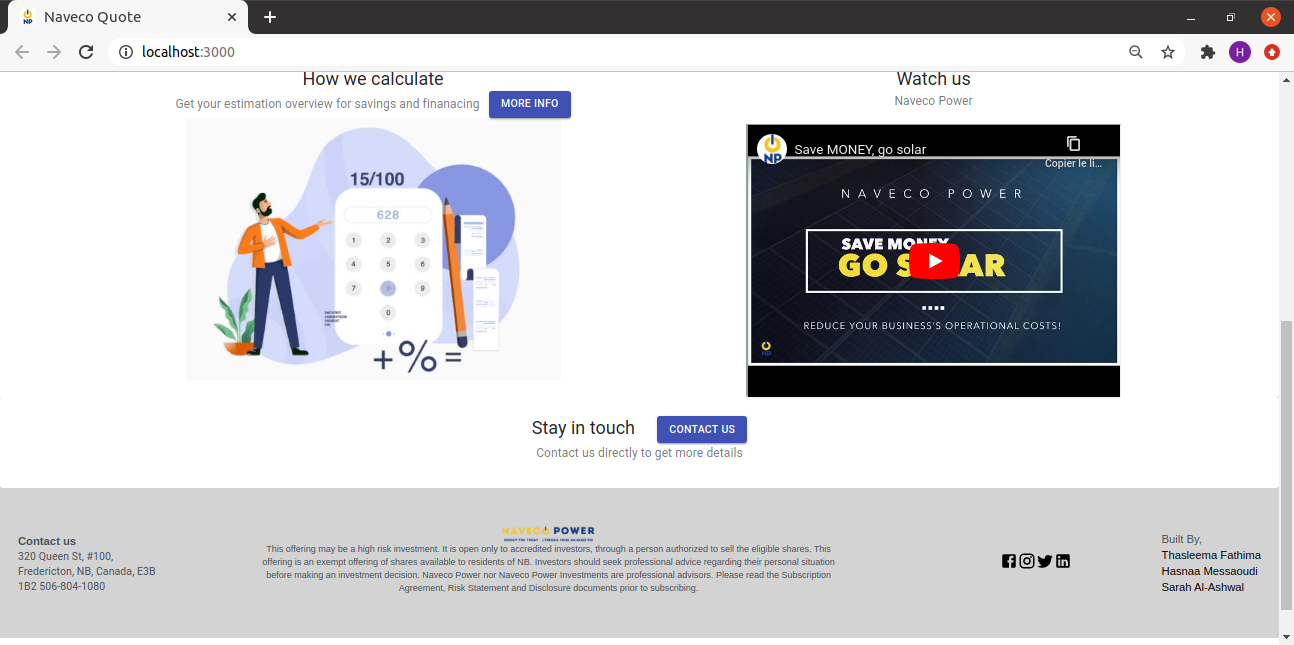 Naveco Quote
localhost:3000
H
How we calculate
Get your estimation overview for savings and finanacing
MORE INFO
15/100
628
1 2 3
4 5 6
7 8 9
0
+ % =
Watch us
Naveco Power
NP
Save MONEY, go solar
Copier le li...
NAVECO POWER
SAVE MONEY
GO SOLAR
REDUCE YOUR BUSINESS'S OPERATIONAL COSTS!
NP
Stay in touch
CONTACT US
Contact us directly to get more details
Contact us
320 Queen St, #100,
Fredericton, NB, Canada, E3B
1B2 506-804-1080
NAVECO POWER
This offering may be a high risk investment. It is open only to accredited investors, through a person authorized to sell the eligible shares. This
offering is an exempt offering of shares available to residents of NB. Investors should seek professional advice regarding their personal situation
before making an investment decision. Naveco Power nor Naveco Power Investments are professional advisors. Please read the Subscription
Agreement, Risk Statement and Disclosure documents prior to subscribing.
Built By,
Thasleema Fathima
Hasnaa Messaoudi
Sarah Al-Ashwal